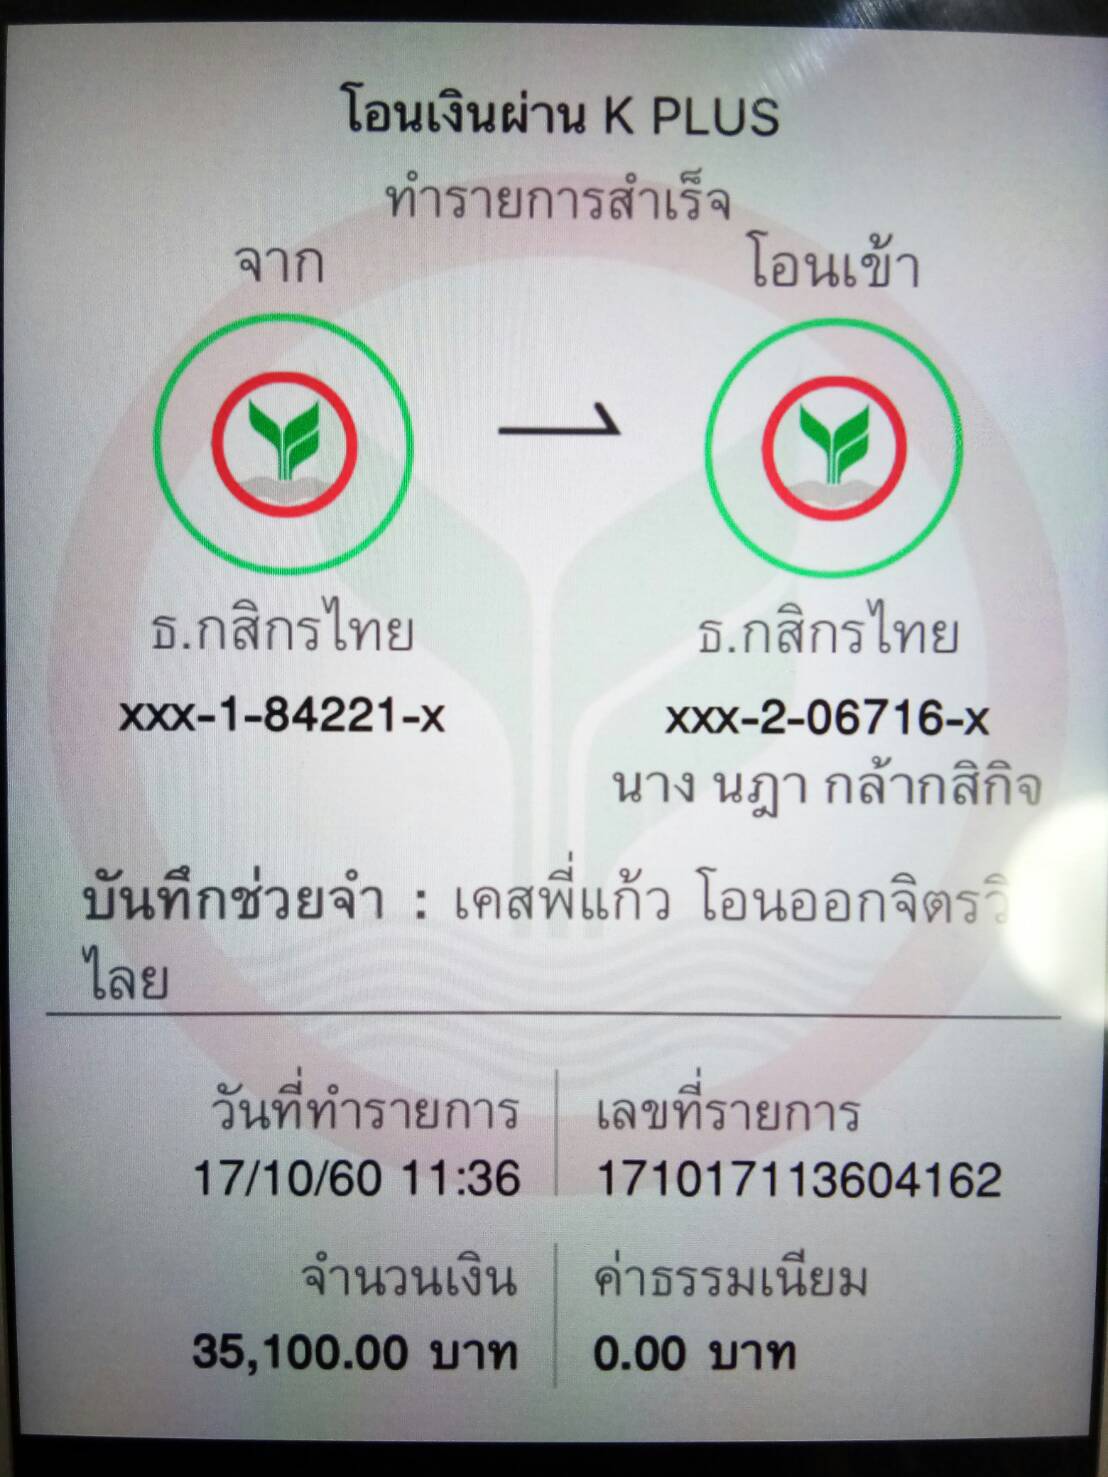 โอนเงินผ่าน K PLUS
ทำรายการสำเร็จ
จาก
โอนเข้า
ธ.กสิกรไทย
ธ.กสิกรไทย
xxx-1-84221-x
xxx-2-06716-x
นาง นฎา กล้ากสิกิจ
บันทึกช่วยจำ : เคสพี่แก้ว โอนออกจิตรวิ
ไลย
วันที่ทำรายการ
เลขที่รายการ
17/10/60 11:36
171017113604162
จำนวนเงิน
ค่าธรรมเนียม
35,100.00 บาท
0.00 บาท